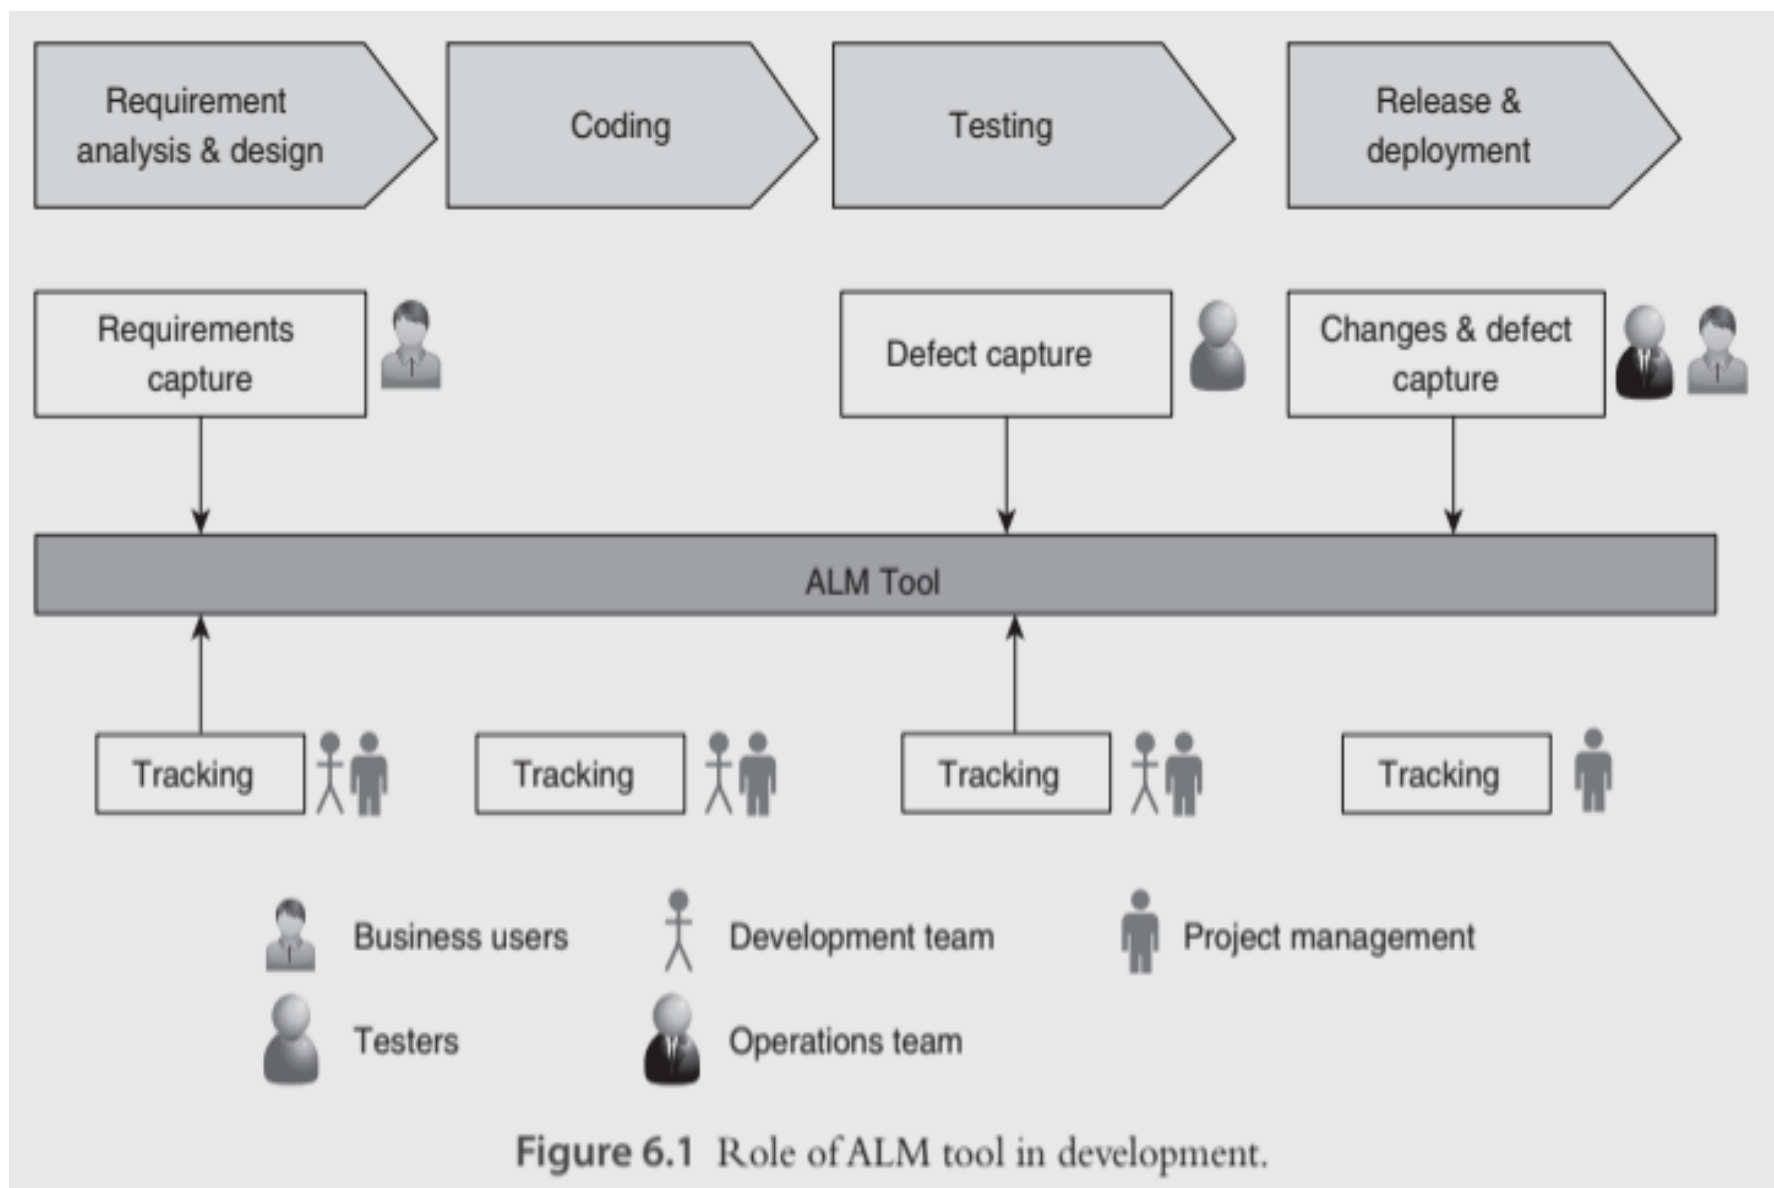 Requirement
analysis & design
Coding
Testing
Release &
deployment
Requirements
capture
Defect capture
Changes & defect
capture
ALM Tool
Tracking
Tracking
Tracking
Tracking
Business users
Development team
Project management
Testers
Operations team
Figure 6.1 Role of ALM tool in development.